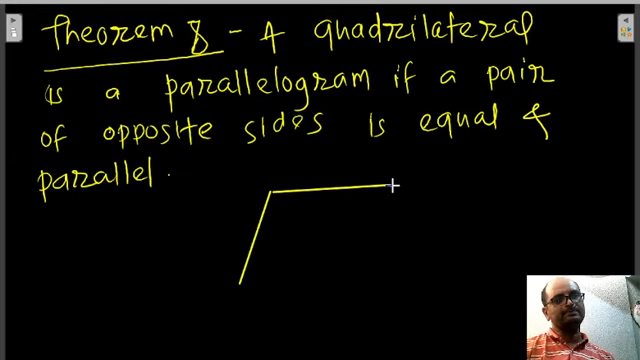 Theorem 8 - A quadrilateral
is a parallelogram if a pair
of opposite sides is equal &
parallel.